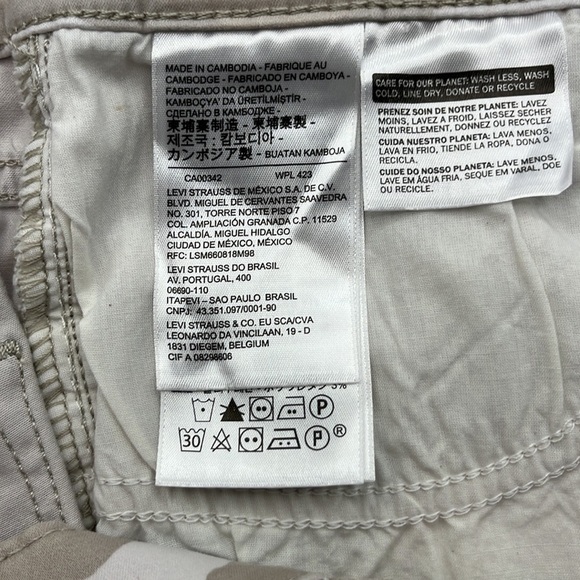 MADE IN CAMBODIA - FABRIQUE AU
CAMBODGE - FABRICADO EN CAMBOYA -
FABRICADO NO CAMBOJA -
KAMBOÇYA' DA ÜRETİLMİŞTİR -
СДЕЛАНО В КАМБОДЖЕ -
柬埔寨制造 - 柬埔寨製 -
제조국 : 캄보디아 -
カンボジア製 - BUATAN KAMBOJA
CA00342 WPL 423
LEVI STRAUSS DE MÉXICO S.A. DE C.V.
BLVD. MIGUEL DE CERVANTES SAAVEDRA
NO. 301, TORRE NORTE PISO 7
COL. AMPLIACIÓN GRANADA C.P. 11529
ALCALDÍA. MIGUEL HIDALGO
CIUDAD DE MÉXICO, MÉXICO
RFC: LSM660818M98
LEVI STRAUSS DO BRASIL
AV. PORTUGAL, 400
06690-110
ITAPEVI – SAO PAULO BRASIL
CNPJ: 43.351.097/0001-90
LEVI STRAUSS & CO. EU SCA/CVA
LEONARDO DA VINCILAAN, 19 - D
1831 DIEGEM, BELGIUM
CIF A 08298606
3%
P
30 P ®
CARE FOR OUR PLANET: WASH LESS, WASH
COLD, LINE DRY, DONATE OR RECYCLE
PRENEZ SOIN DE NOTRE PLANETE: LAVEZ
MOINS, LAVEZ A FROID, LAISSEZ SECHER
NATURELLEMENT, DONNEZ OU RECYCLEZ
CUIDA NUESTRO PLANETA: LAVA MENOS,
LAVA EN FRIO, TIENDE LA ROPA, DONA O
RECICLA
CUIDE DO NOSSO PLANETA: LAVE MENOS,
LAVE EM ÁGUA FRIA, SEQUE EM VARAL, DOE
OU RECICLE.